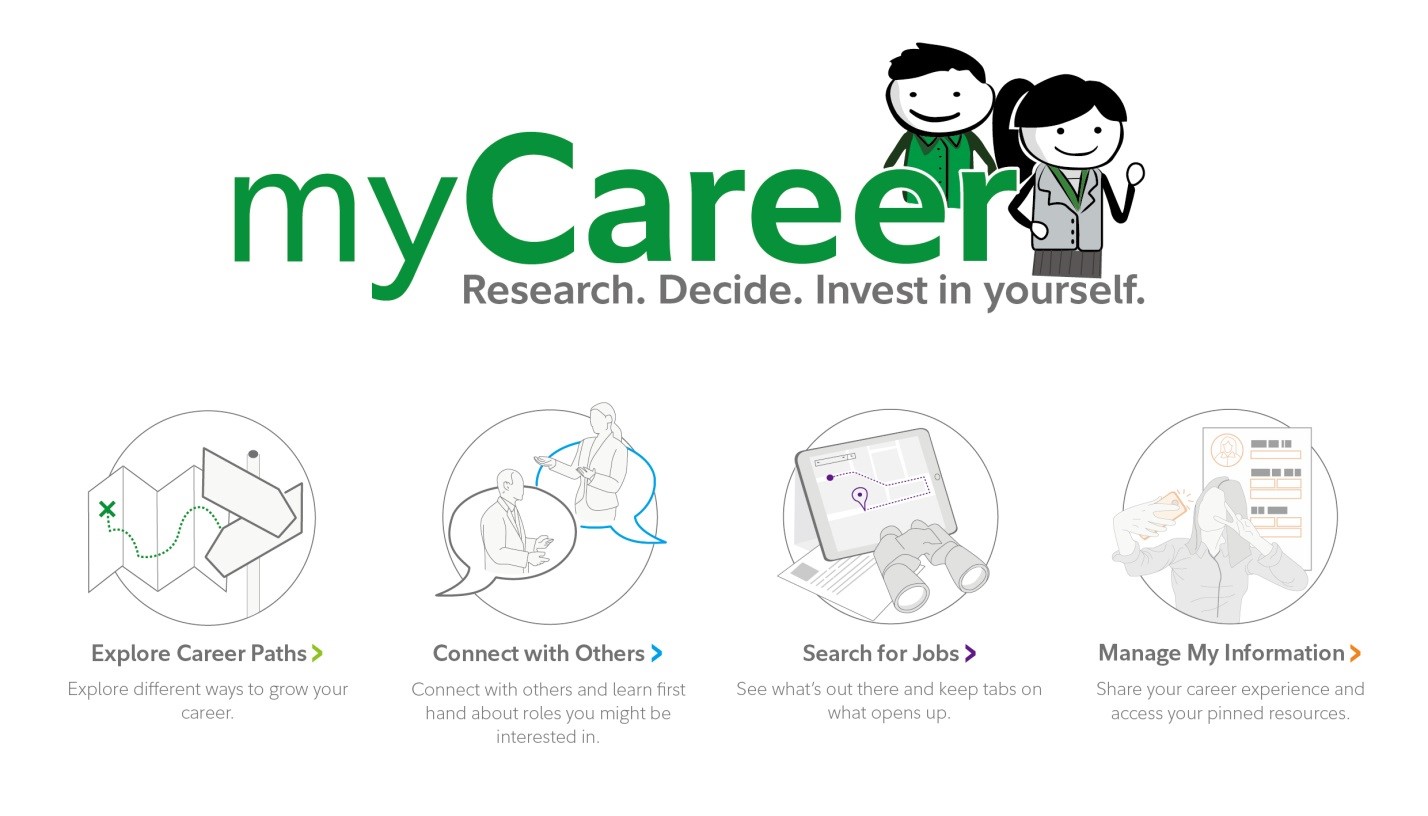 myCareer
Research. Decide. Invest in yourself.
Explore Career Paths
Explore different ways to grow your
career.
Connect with Others
Connect with others and learn first
hand about roles you might be
interested in.
Search for Jobs
See what's out there and keep tabs on
what opens up.
Manage My Information
Share your career experience and
access your pinned resources.